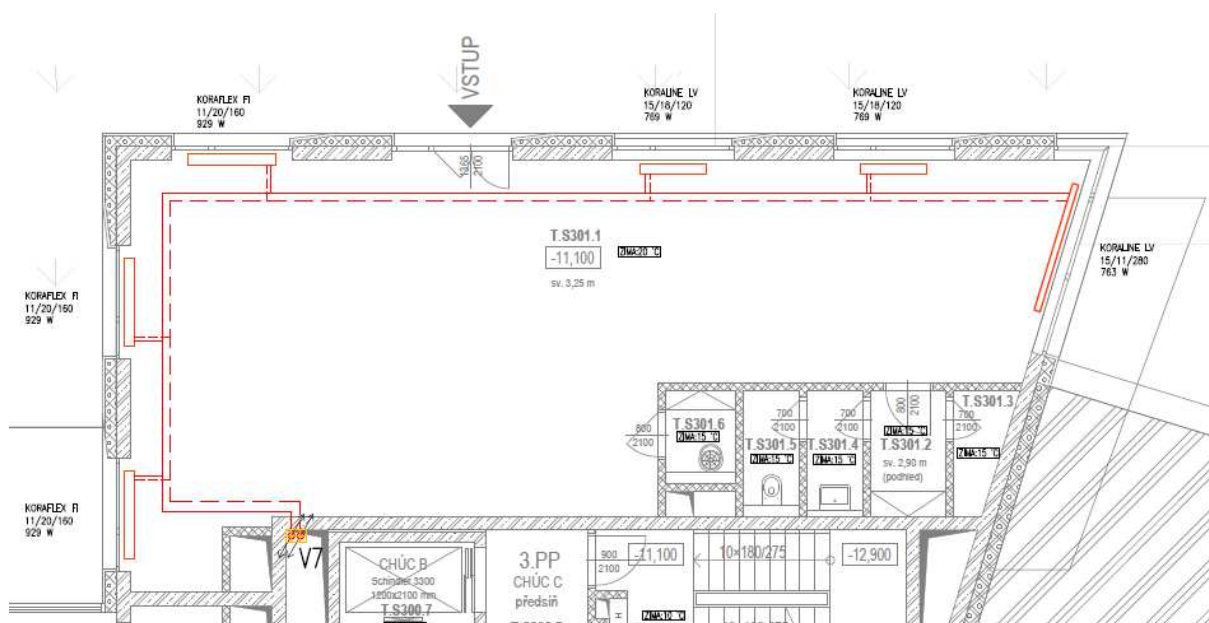 VSTUP
KORAFLEX FI
11/20/160
929 W
KORALINE LV
15/18/120
769 W
KORALINE LV
15/18/120
769 W
2100
T.S301.1
-11,100
ZIMA:20 °C
sv. 3,25 m
KORALINE LV
15/11/280
763 W
KORAFLEX FI
11/20/160
929 W
KORAFLEX FI
11/20/160
929 W
T.S301.6
ZIMA:15 °C
2100
700
2100
T.S301.5
ZIMA:15 °C
700
2100
T.S301.4
ZIMA:15 °C
800
2100
ZIMA:15 °C
T.S301.2
sv. 2,90 m
(podhled)
2100
T.S301.3
ZIMA:15 °C
V7
CHÚC B
Schindler 3300
1200x2100 mm
T.S300.7
3.PP
CHÚC C
předsíň
900
2100
-11,100
10×180/275
-12,900
H
ZIMA:10 °C